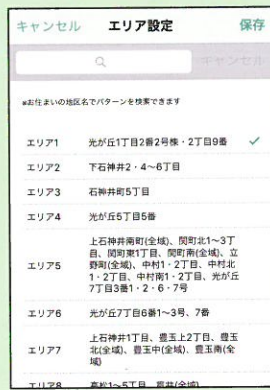 キャンセル エリア設定 保存
キャンセル
※お住まいの地区名でパターンを検索できます
エリア1 光が丘1丁目2番2号棟・2丁目9番 ✓
エリア2 下石神井2・4〜6丁目
エリア3 石神井町5丁目
エリア4 光が丘5丁目5番
エリア5 上石神井南町(全域)、関町北1〜3丁
目、関町東1丁目、関町南(全域)、立
野町(全域)、中村1・2丁目、中村北
1・2丁目、中村南1・2丁目、光が丘
7丁目3番1・2・6・7号
エリア6 光が丘7丁目6番1〜3号、7番
エリア7 上石神井1丁目、豊玉上2丁目、豊玉
北(全域)、豊玉中(全域)、豊玉南(全
域)
エリア8 高松1〜5丁目、貫井(全域)